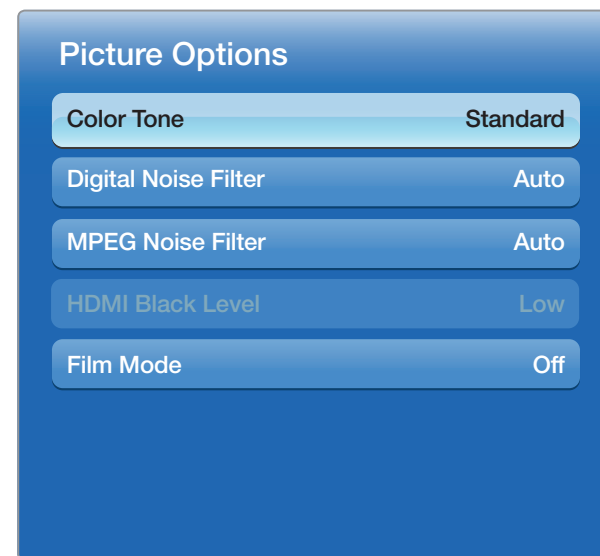 Picture Options
Color Tone Standard
Digital Noise Filter Auto
MPEG Noise Filter Auto
HDMI Black Level Low
Film Mode Off